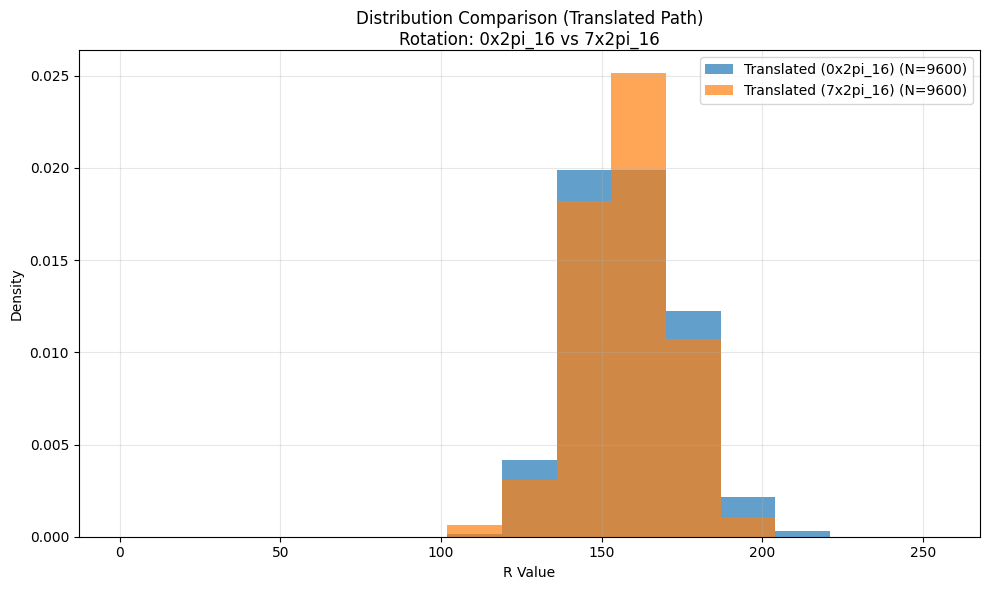 Distribution Comparison (Translated Path)
Rotation: 0x2pi_16 vs 7x2pi_16
Translated (0x2pi_16) (N=9600)
Translated (7x2pi_16) (N=9600)
0.025
0.020
0.015
0.010
0.005
0.000
Density
0 50 100 150 200 250
R Value